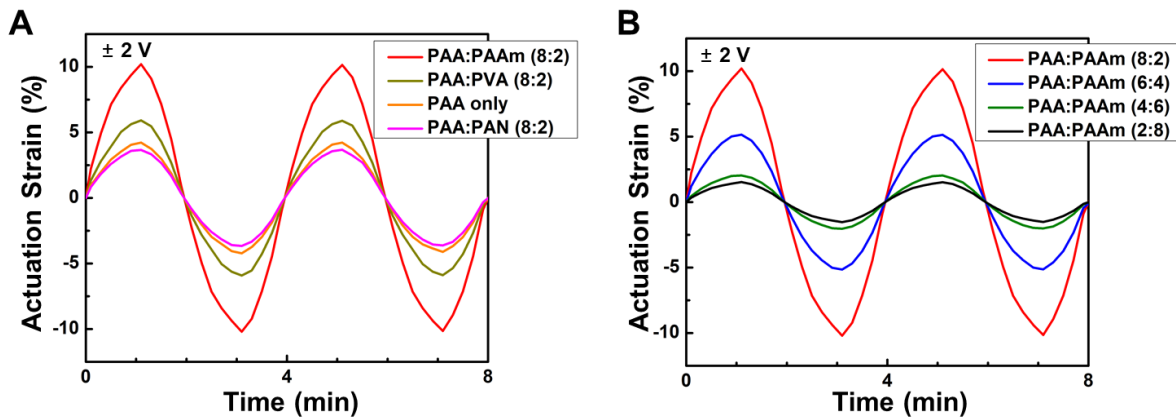 A
± 2 V
PAA:PAAm (8:2)
PAA:PVA (8:2)
PAA only
PAA:PAN (8:2)
Actuation Strain (%)
10
5
0
-5
-10
0
4
8
Time (min)
B
± 2 V
PAA:PAAm (8:2)
PAA:PAAm (6:4)
PAA:PAAm (4:6)
PAA:PAAm (2:8)
Actuation Strain (%)
10
5
0
-5
-10
0
4
8
Time (min)